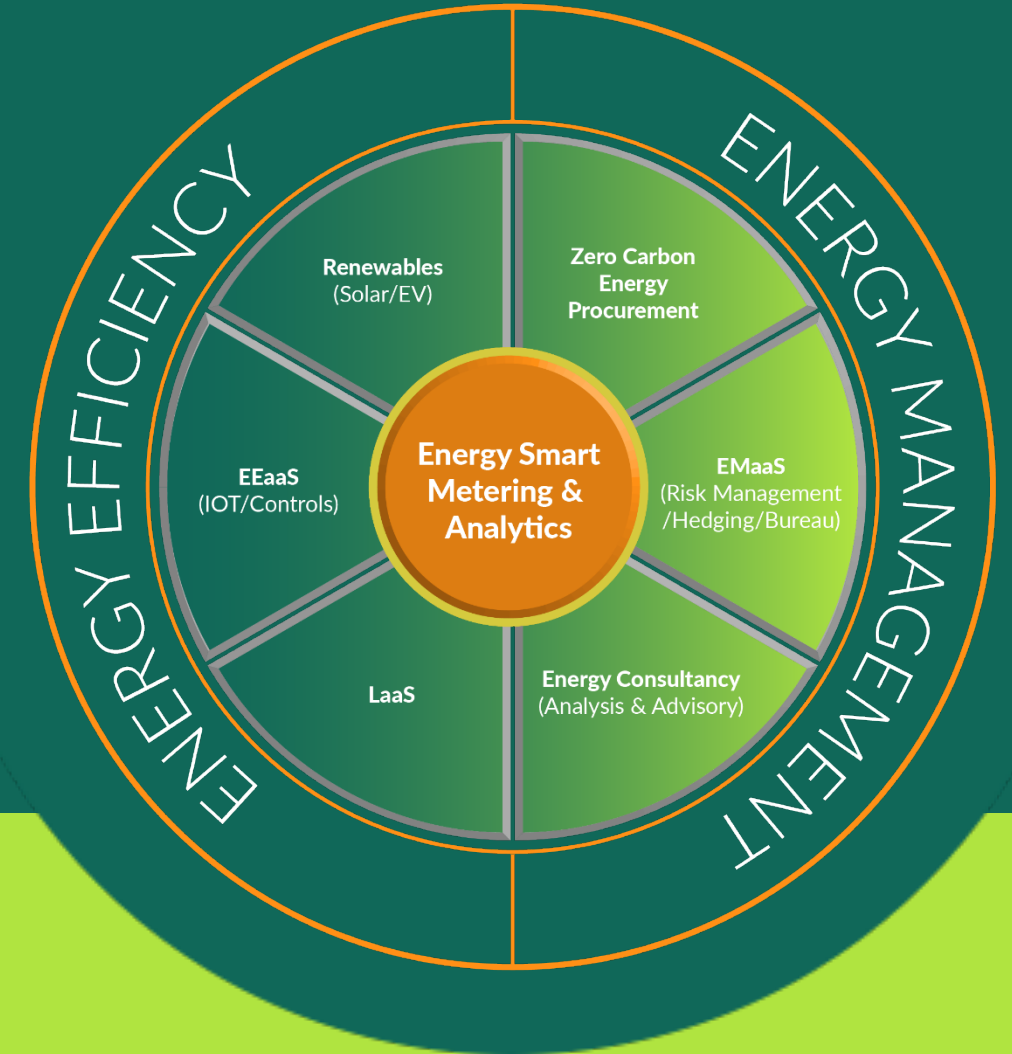 ENERGY EFFICIENCY
ENERGY MANAGEMENT
Renewables
(Solar/EV)
Zero Carbon
Energy
Procurement
EEaaS
(IOT/Controls)
Energy Smart
Metering &
Analytics
EMaaS
(Risk Management
/Hedging/Bureau)
LaaS
Energy Consultancy
(Analysis & Advisory)